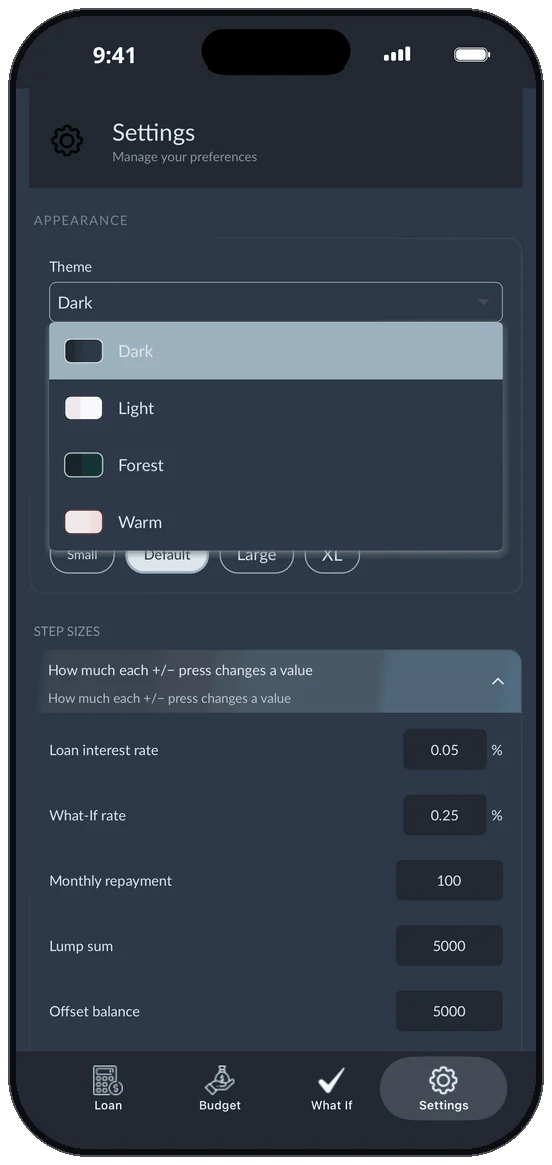 9:41
Settings
Manage your preferences
APPEARANCE
Theme
Dark
Dark
Light
Forest
Warm
Small Default Large XL
STEP SIZES
How much each +/− press changes a value
How much each +/− press changes a value
Loan interest rate 0.05 %
What-If rate 0.25 %
Monthly repayment 100
Lump sum 5000
Offset balance 5000
Loan Budget What If Settings